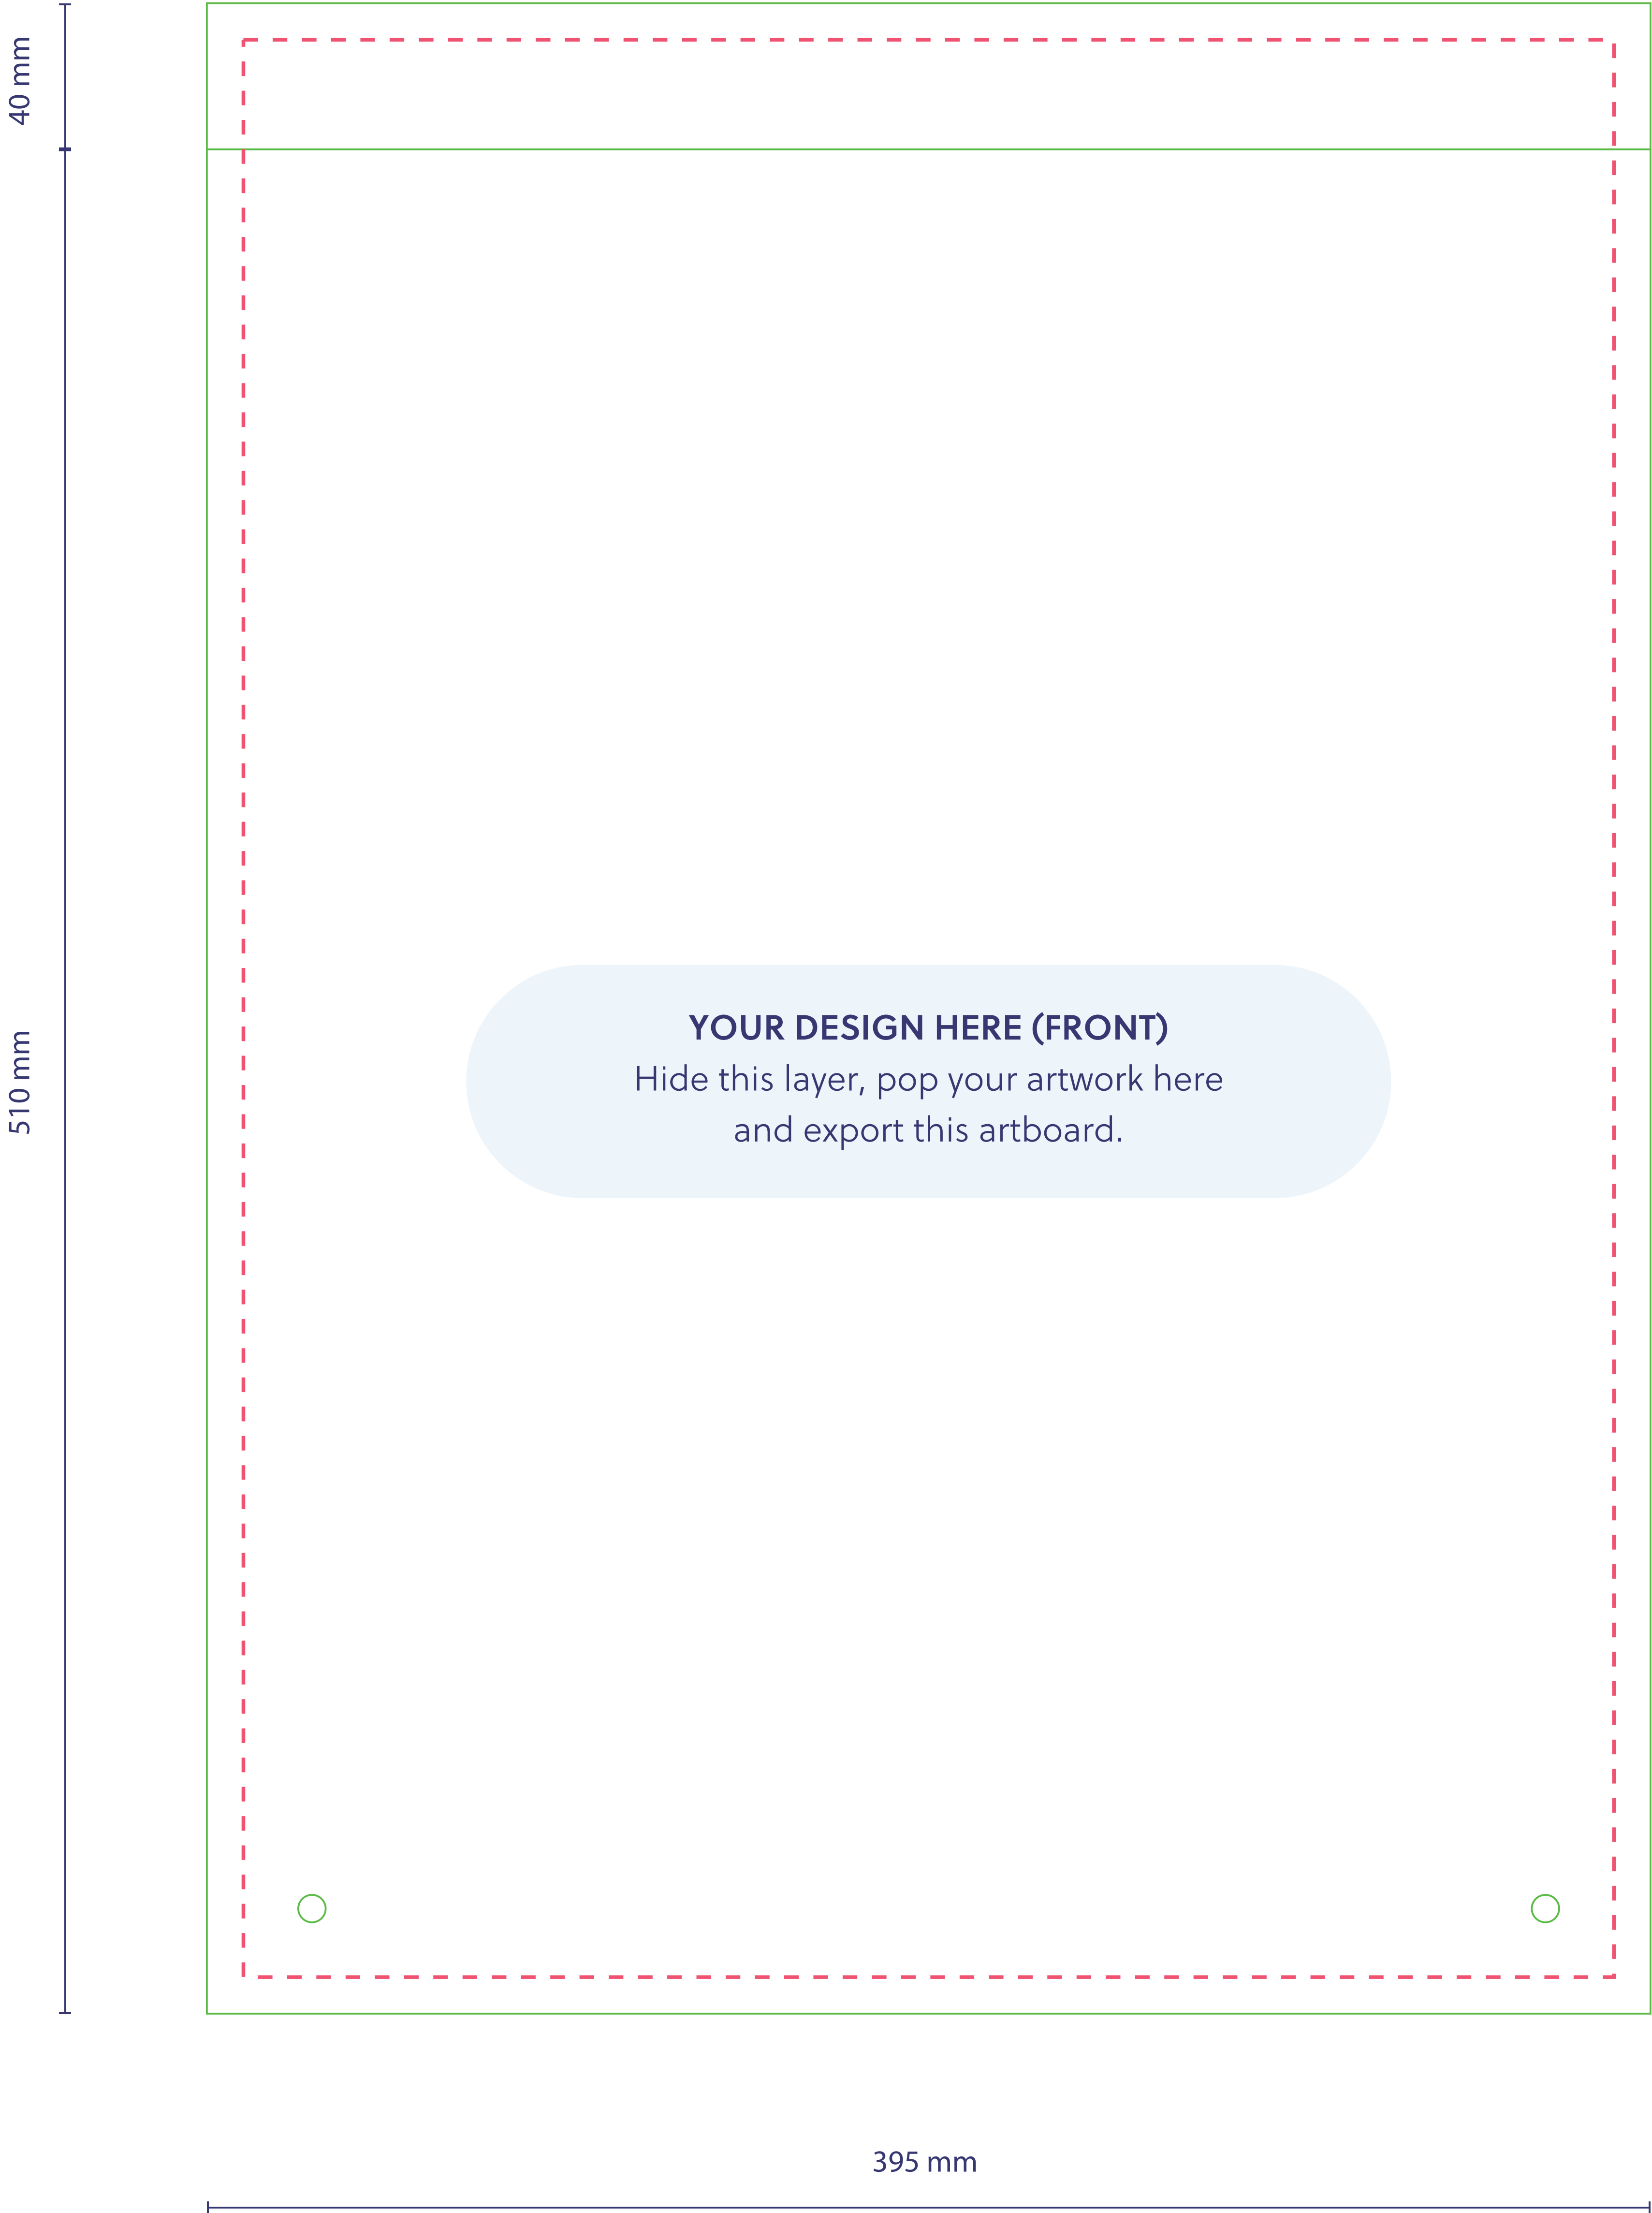 40 mm
510 mm
YOUR DESIGN HERE (FRONT)
Hide this layer, pop your artwork here
and export this artboard.
395 mm